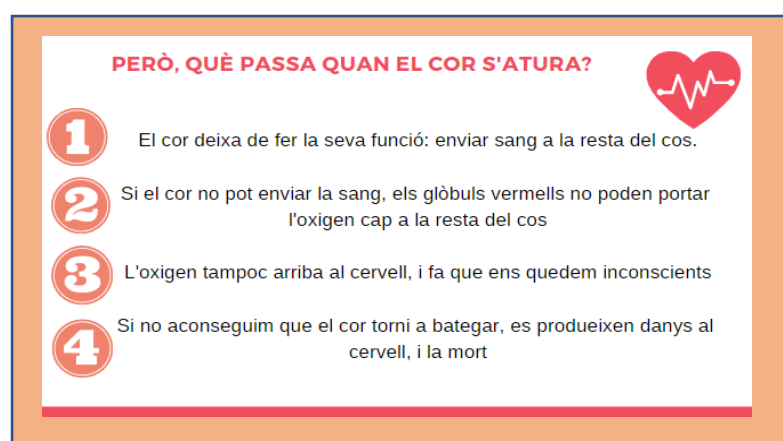 PERÒ, QUÈ PASSA QUAN EL COR S'ATURA?
1
El cor deixa de fer la seva funció: enviar sang a la resta del cos.
2
Si el cor no pot enviar la sang, els glòbuls vermells no poden portar
l'oxigen cap a la resta del cos
3
L'oxigen tampoc arriba al cervell, i fa que ens quedem inconscients
4
Si no aconseguim que el cor torni a bategar, es produeixen danys al
cervell, i la mort